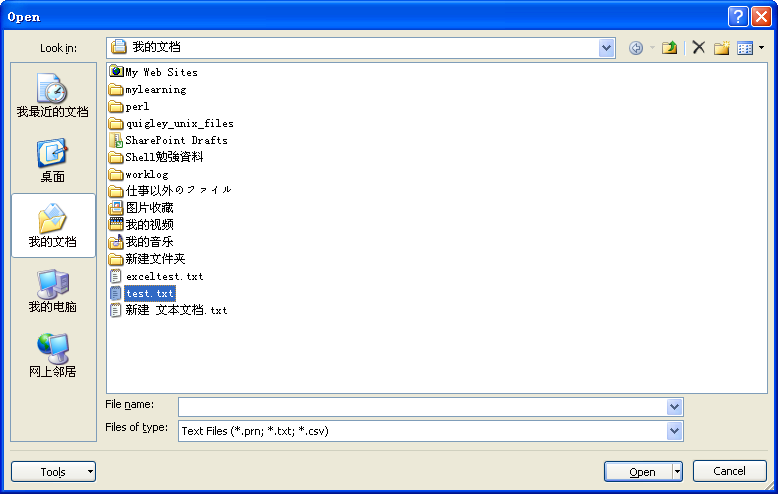 Open
Look in: 我的文档
我最近的文档
桌面
我的文档
我的电脑
网上邻居
My Web Sites
mylearning
perl
quigley_unix_files
SharePoint Drafts
Shell勉強資料
worklog
仕事以外のファイル
图片收藏
我的视频
我的音乐
新建文件夹
exceltest.txt
test.txt
新建 文本文档.txt
File name:
Files of type: Text Files (*.prn; *.txt; *.csv)
Tools Open Cancel